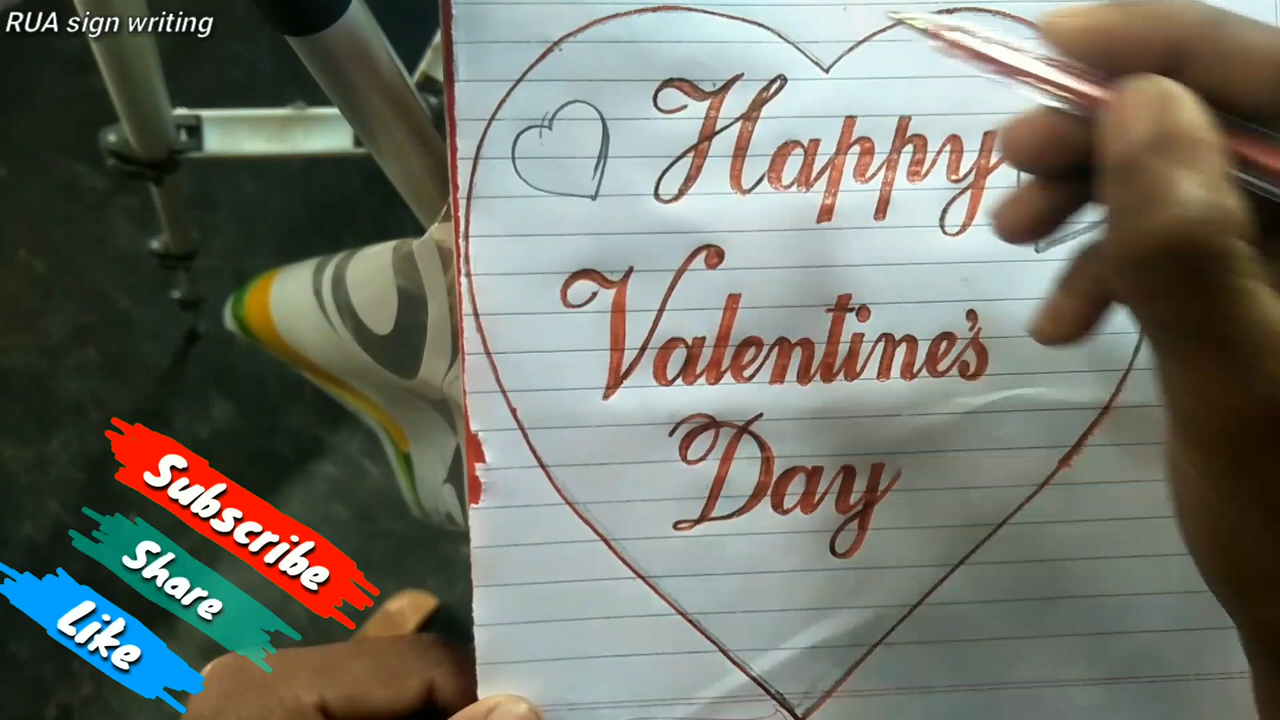 RUA sign writing
Happy
Valentine's
Day
Subscribe
Share
Like